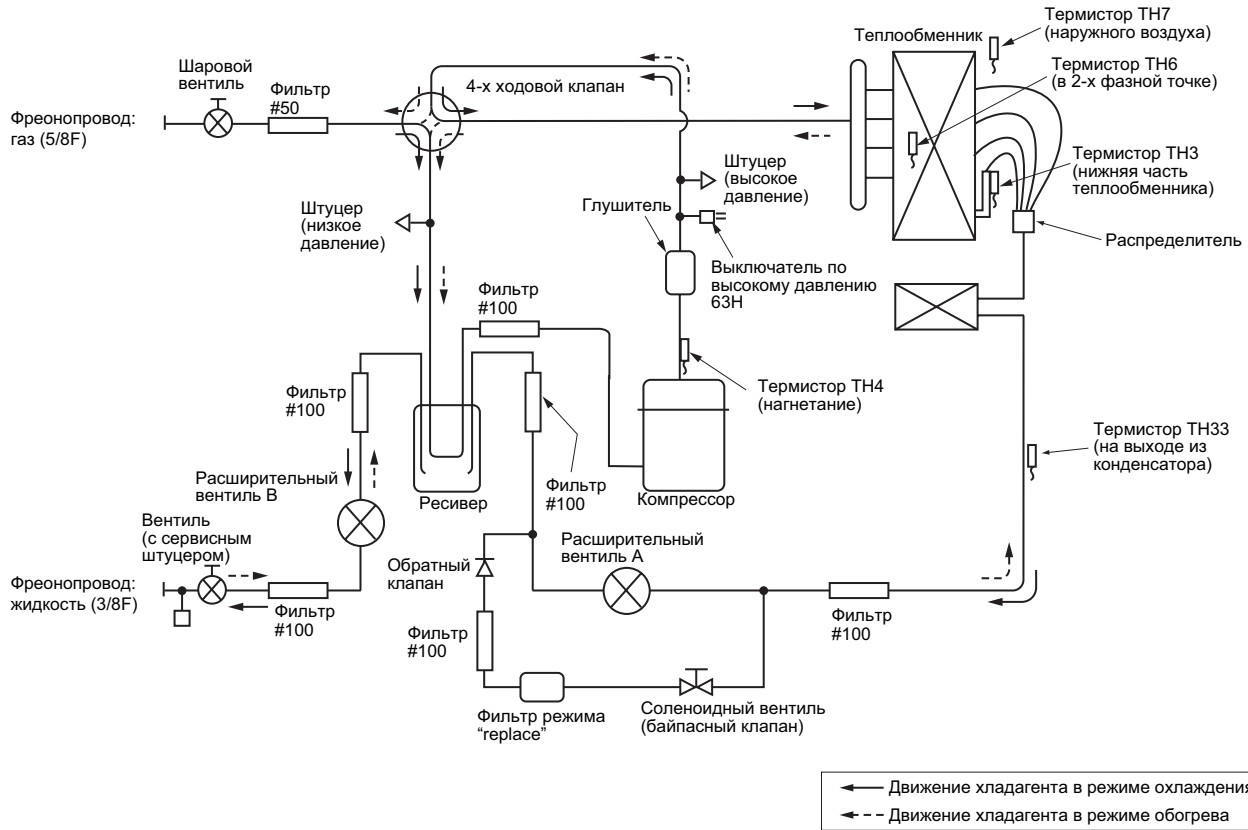 Термистор TH7
(наружного воздуха)
Теплообменник
Термистор TH6
(в 2-х фазной точке)
Шаровой
вентиль
Фильтр
#50
4-х ходовой клапан
Фреонопровод:
газ (5/8F)
Термистор TH3
(нижняя часть
теплообменника)
Штуцер
(высокое
давление)
Штуцер
(низкое
давление)
Глушитель
Распределитель
Выключатель по
высокому давлению
63H
Фильтр
#100
Фильтр
#100
Термистор TH4
(нагнетание)
Термистор TH33
(на выходе из
конденсатора)
Расширительный
вентиль B
Ресивер
Фильтр
#100
Компрессор
Вентиль
(с сервисным
штуцером)
Обратный
клапан
Расширительный
вентиль A
Фреонопровод:
жидкость (3/8F)
Фильтр
#100
Фильтр
#100
Фильтр
#100
Фильтр режима
“replace”
Соленоидный вентиль
(байпасный клапан)
Движение хладагента в режиме охлаждения
Движение хладагента в режиме обогрева